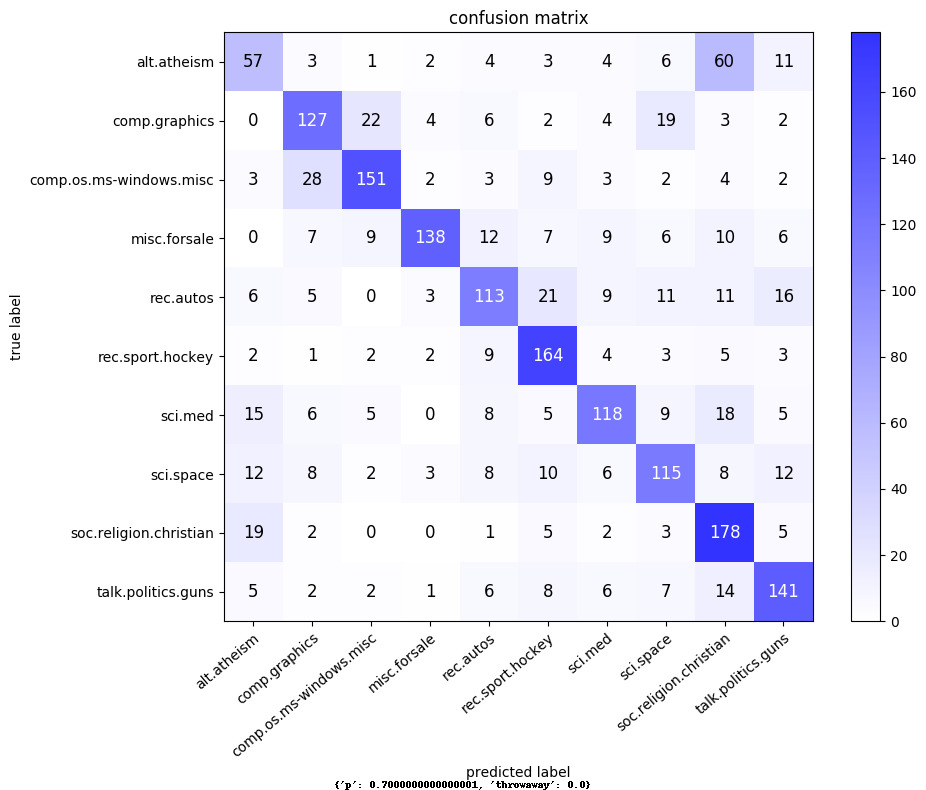 confusion matrix
true label
alt.atheism 57 3 1 2 4 3 4 6 60 11
comp.graphics 0 127 22 4 6 2 4 19 3 2
comp.os.ms-windows.misc 3 28 151 2 3 9 3 2 4 2
misc.forsale 0 7 9 138 12 7 9 6 10 6
rec.autos 6 5 0 3 113 21 9 11 11 16
rec.sport.hockey 2 1 2 2 9 164 4 3 5 3
sci.med 15 6 5 0 8 5 118 9 18 5
sci.space 12 8 2 3 8 10 6 115 8 12
soc.religion.christian 19 2 0 0 1 5 2 3 178 5
talk.politics.guns 5 2 2 1 6 8 6 7 14 141
alt.atheism
comp.graphics
comp.os.ms-windows.misc
misc.forsale
rec.autos
rec.sport.hockey
sci.med
sci.space
soc.religion.christian
talk.politics.guns
predicted label
{'p': 0.7000000000000001, 'throwaway': 0.0}
160
140
120
100
80
60
40
20
0